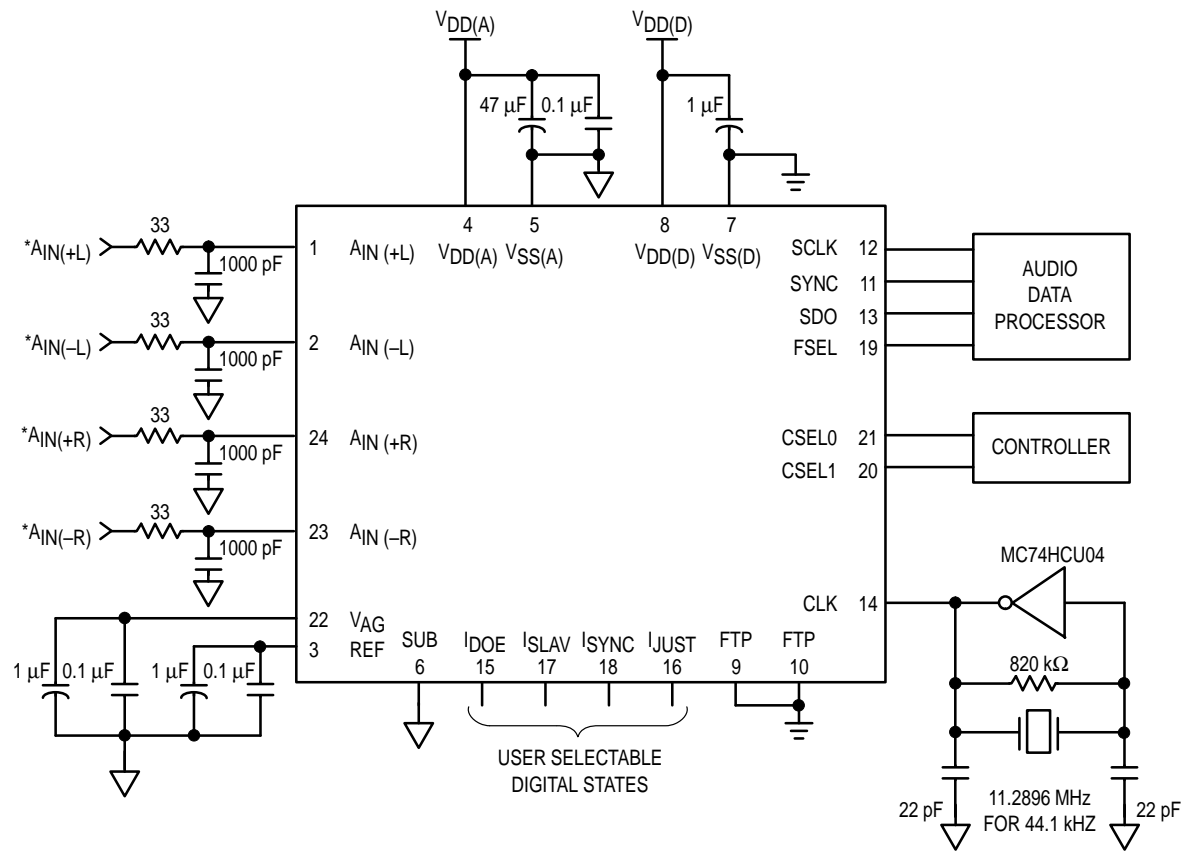 VDD(A)
VDD(D)
47 µF
0.1 µF
1 µF
4
5
8
7
VDD(A)
VSS(A)
VDD(D)
VSS(D)
*AIN(+L)
33
1000 pF
1
AIN (+L)
*AIN(–L)
33
1000 pF
2
AIN (–L)
*AIN(+R)
33
1000 pF
24
AIN (+R)
*AIN(–R)
33
1000 pF
23
AIN (–R)
22
VAG
3
REF
1 µF
0.1 µF
1 µF
0.1 µF
SCLK
12
SYNC
11
SDO
13
FSEL
19
AUDIO
DATA
PROCESSOR
CSEL0
21
CSEL1
20
CONTROLLER
MC74HCU04
CLK
14
820 kΩ
22 pF
11.2896 MHz
FOR 44.1 kHZ
22 pF
SUB
6
IDOE
15
ISLAV
17
ISYNC
18
IJUST
16
FTP
9
FTP
10
USER SELECTABLE
DIGITAL STATES